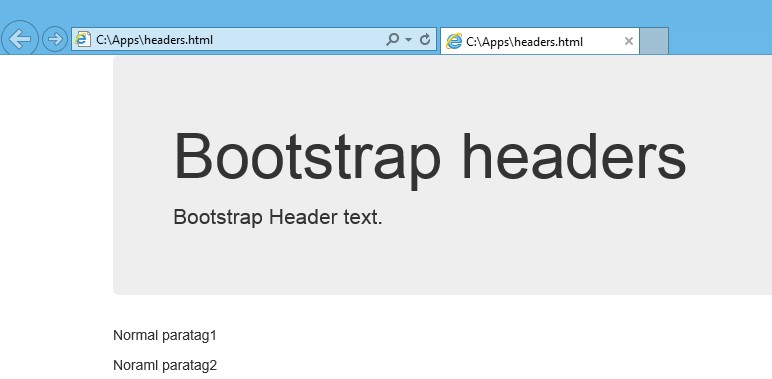 C:\Apps\headers.html
C:\Apps\headers.html
Bootstrap headers
Bootstrap Header text.
Normal paratag1
Noraml paratag2